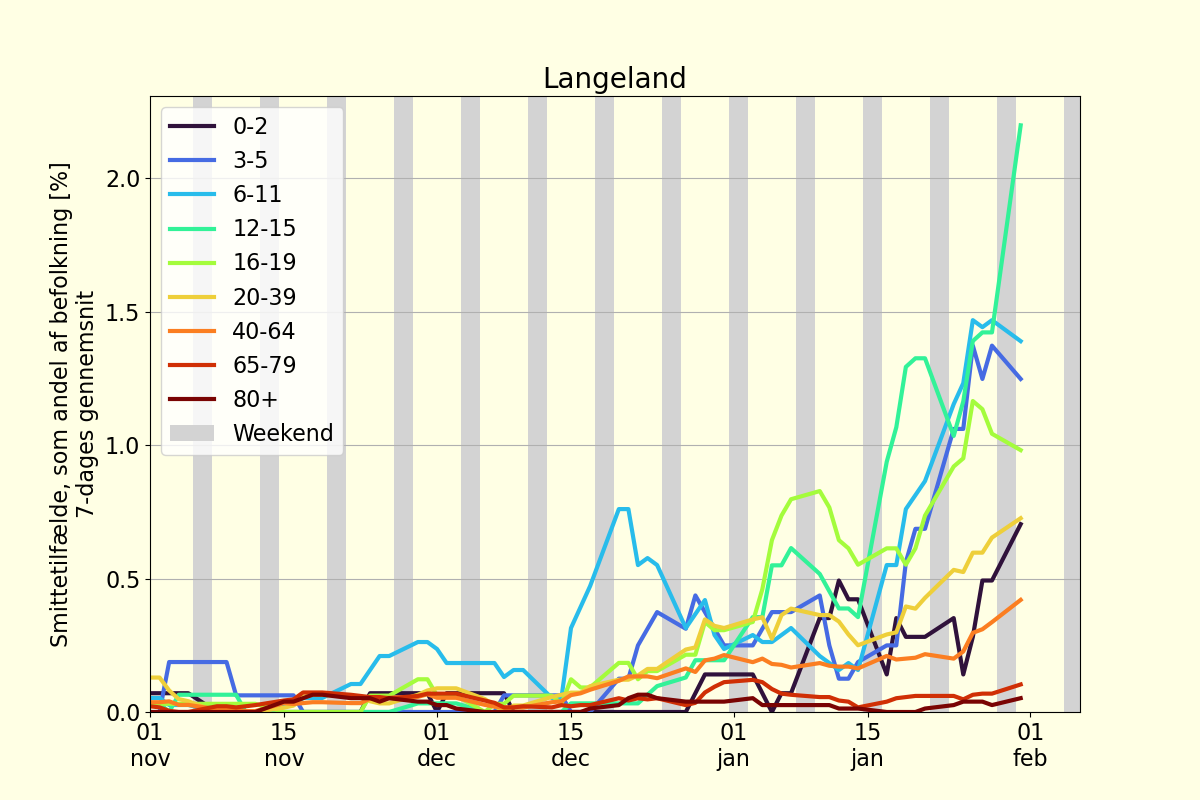 Langeland
Smittetilfælde, som andel af befolkning [%]
7-dages gennemsnit
2.0
1.5
1.0
0.5
0.0
0-2
3-5
6-11
12-15
16-19
20-39
40-64
65-79
80+
Weekend
01 15 01 15 01 15 01
nov nov dec dec jan jan feb